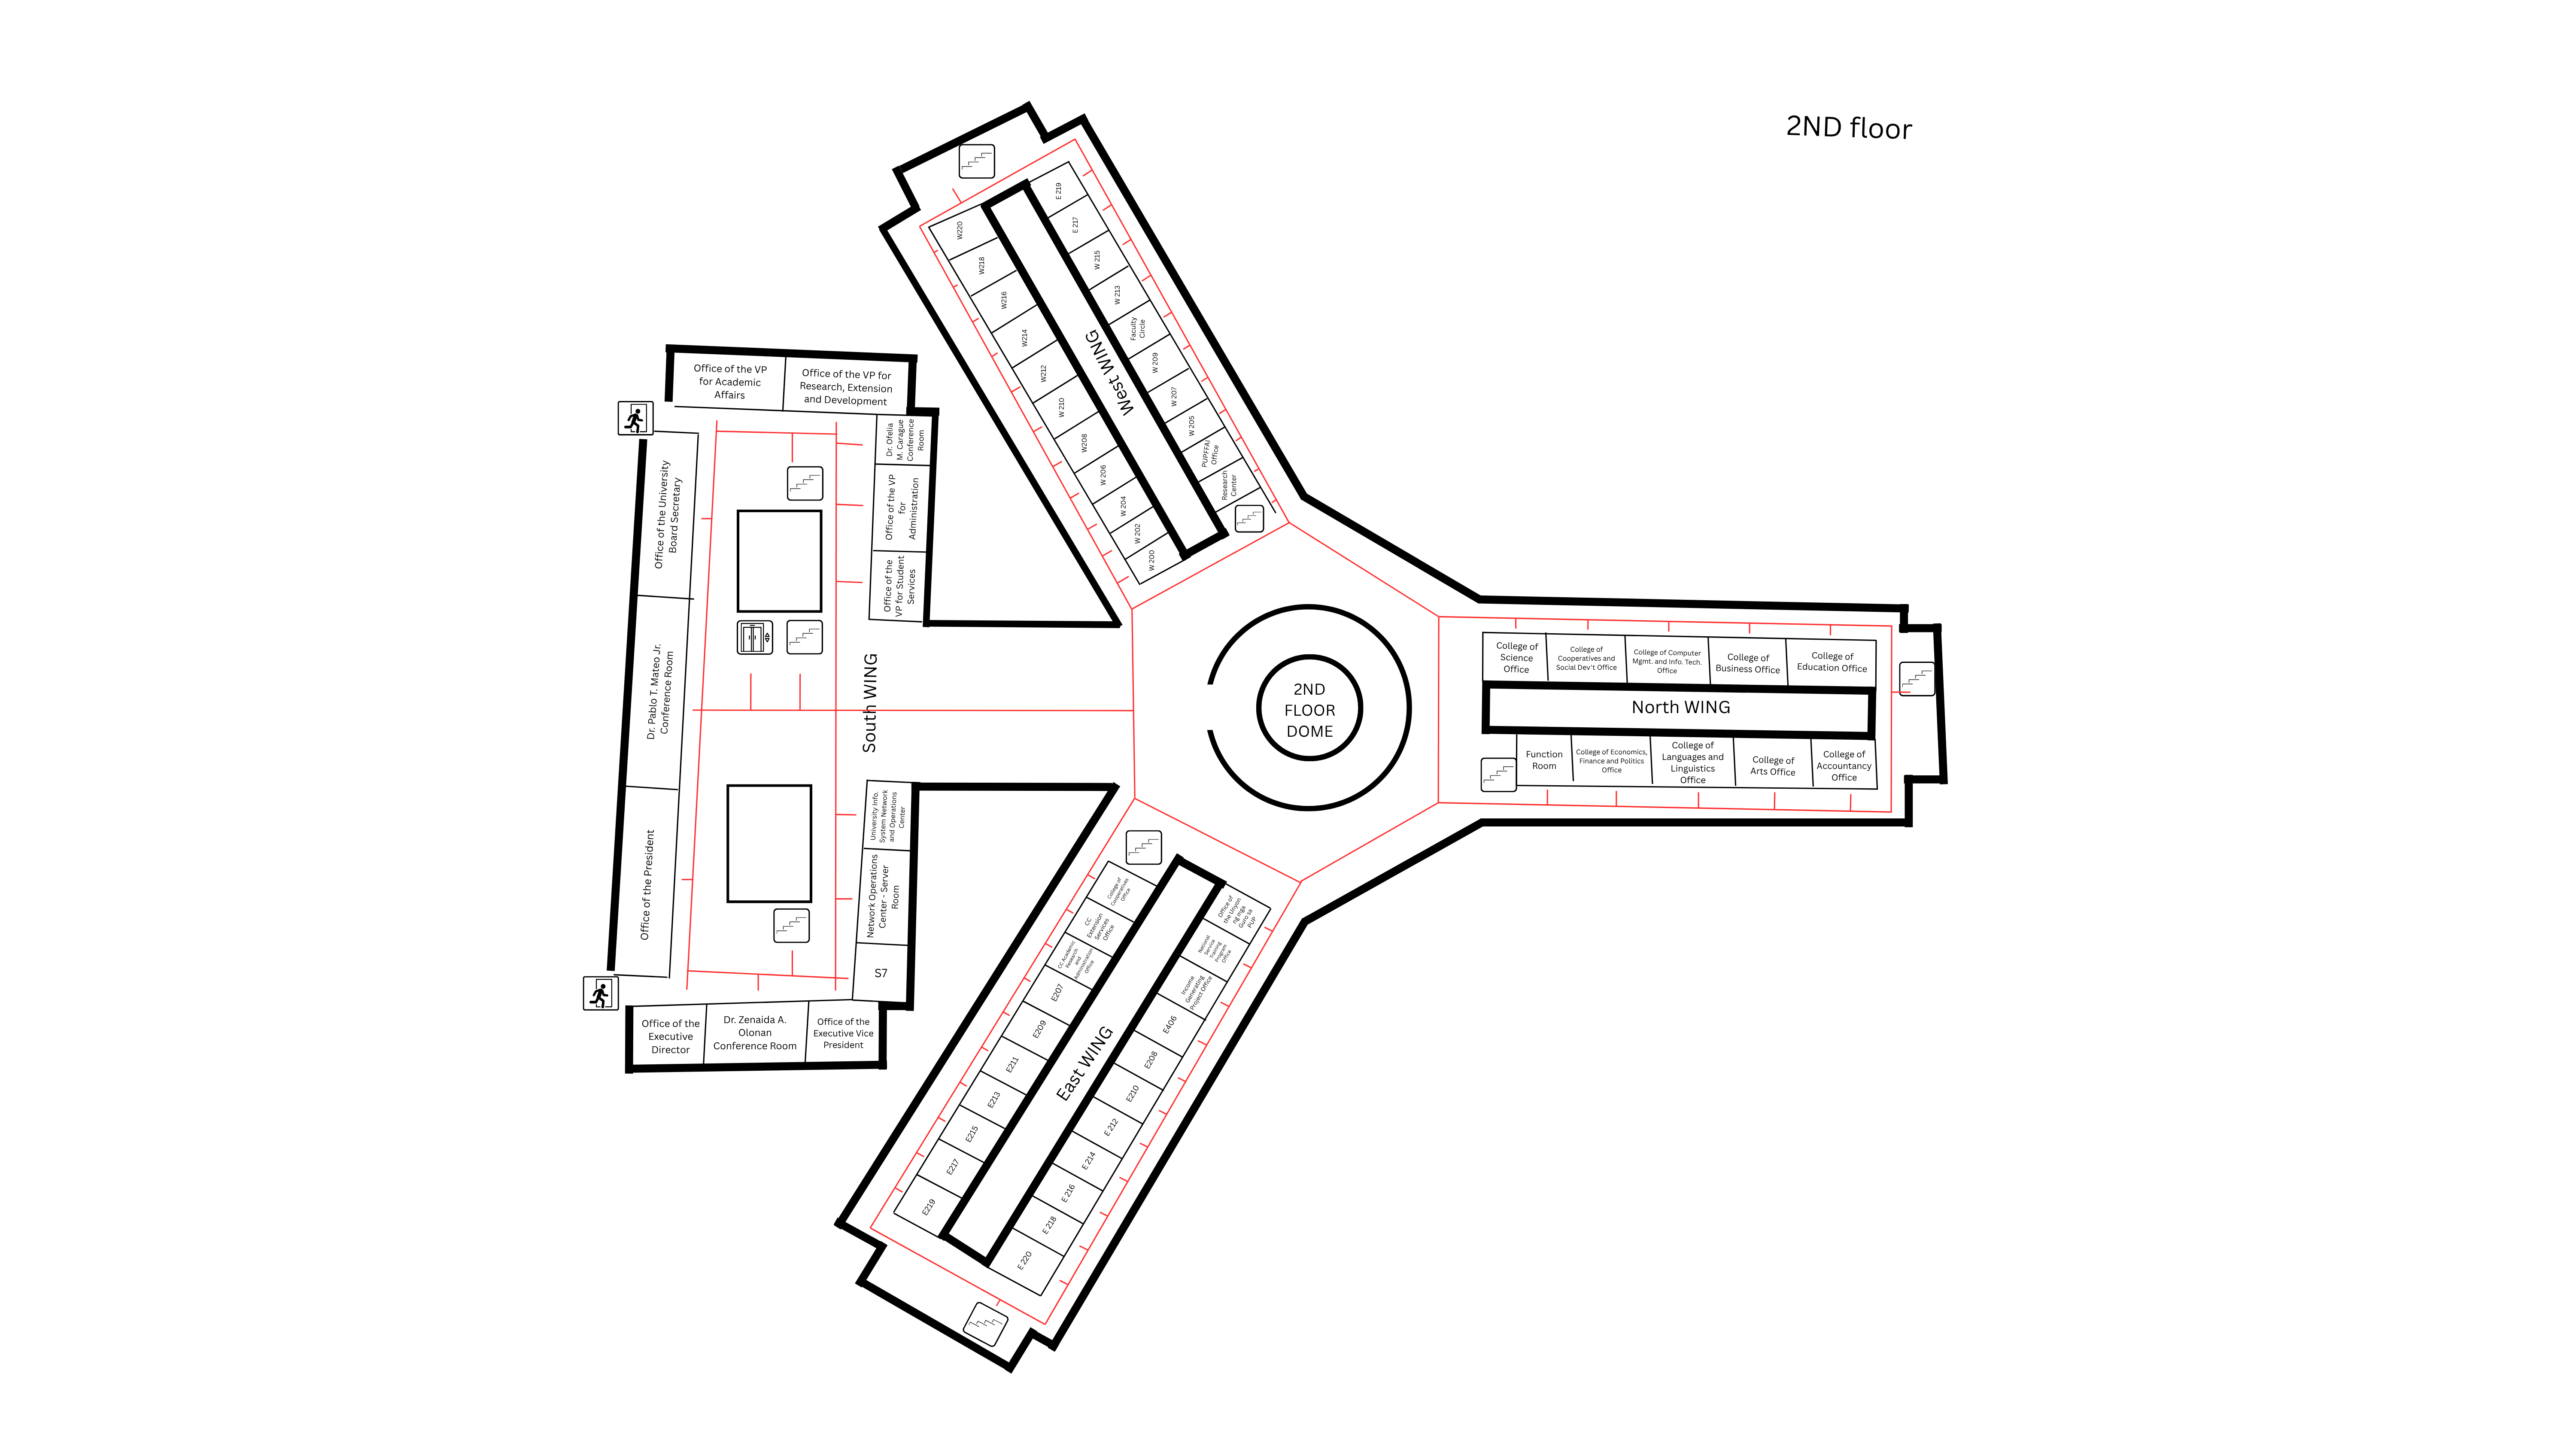 2ND floor
W220
W218
W216
W214
W212
W 210
W208
W 206
W 204
W 202
W 200
West WING
E 219
E 217
W 215
W 213
Faculty
Circle
W 209
W 207
W 205
PUPFFAI
Office
Research
Center
Office of the VP
for Academic
Affairs
Office of the VP for
Research, Extension
and Development
Dr. Ofelia
M. Carague
Conference
Room
Office of the VP
for
Administration
Office of the
VP for Student
Services
Office of the University
Board Secretary
Dr. Pablo T. Mateo Jr.
Conference Room
Office of the President
South WING
University Info.
System Network
and Operations
Center
Network Operations
Center - Server
Room
S7
Office of the
Executive
Director
Dr. Zenaida A.
Olonan
Conference Room
Office of the
Executive Vice
President
2ND
FLOOR
DOME
College of
Science
Office
College of
Cooperatives and
Social Dev't Office
College of Computer
Mgmt. and Info. Tech.
Office
College of
Business Office
College of
Education Office
North WING
Function
Room
College of Economics,
Finance and Politics
Office
College of
Languages and
Linguistics
Office
College of
Arts Office
College of
Accountancy
Office
College of
Cooperatives
Office
CC
Extension
Services
Office
CC Academic
Research
and
Administration
Office
E207
E209
E211
E213
E215
E217
E219
East WING
Office of
the Unyon
ng mga
Guro sa
PUP
National
Service
Training
Program
Office
Income
Generating
Project Office
E406
E208
E210
E 212
E 214
E 216
E 218
E 220